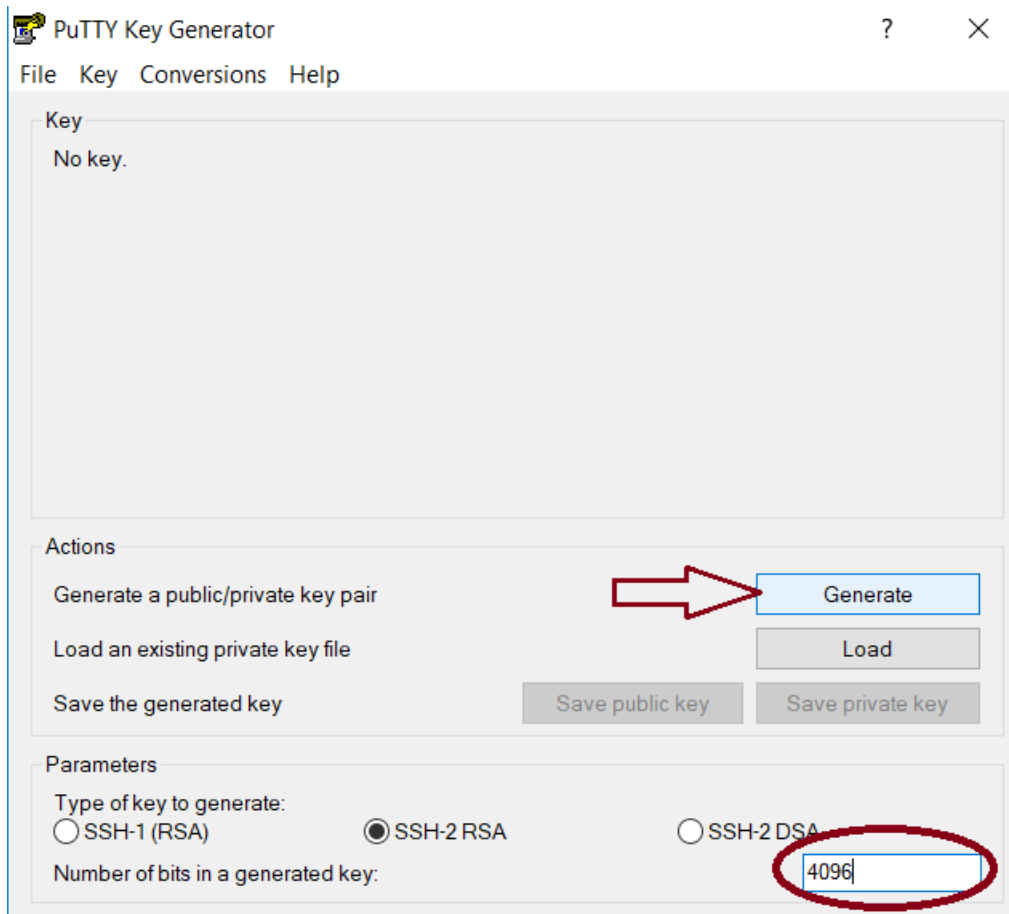 PuTTY Key Generator ?
File Key Conversions Help
Key
No key.
Actions
Generate a public/private key pair Generate
Load an existing private key file Load
Save the generated key Save public key Save private key
Parameters
Type of key to generate:
SSH-1 (RSA) SSH-2 RSA SSH-2 DSA
Number of bits in a generated key: 4096